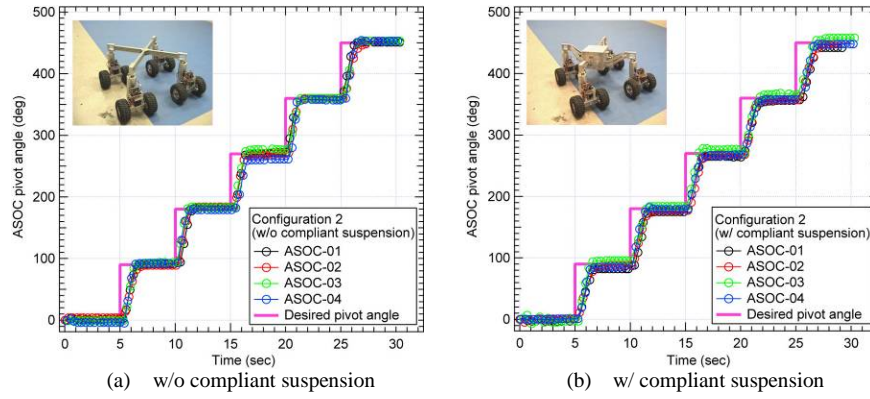 500
400
300
200
100
0
ASOC pivot angle (deg)
Configuration 2
(w/o compliant suspension)
ASOC-01
ASOC-02
ASOC-03
ASOC-04
Desired pivot angle
0 5 10 15 20 25 30
Time (sec)
(a) w/o compliant suspension
500
400
300
200
100
0
ASOC pivot angle (deg)
Configuration 2
(w/ compliant suspension)
ASOC-01
ASOC-02
ASOC-03
ASOC-04
Desired pivot angle
0 5 10 15 20 25 30
Time (sec)
(b) w/ compliant suspension